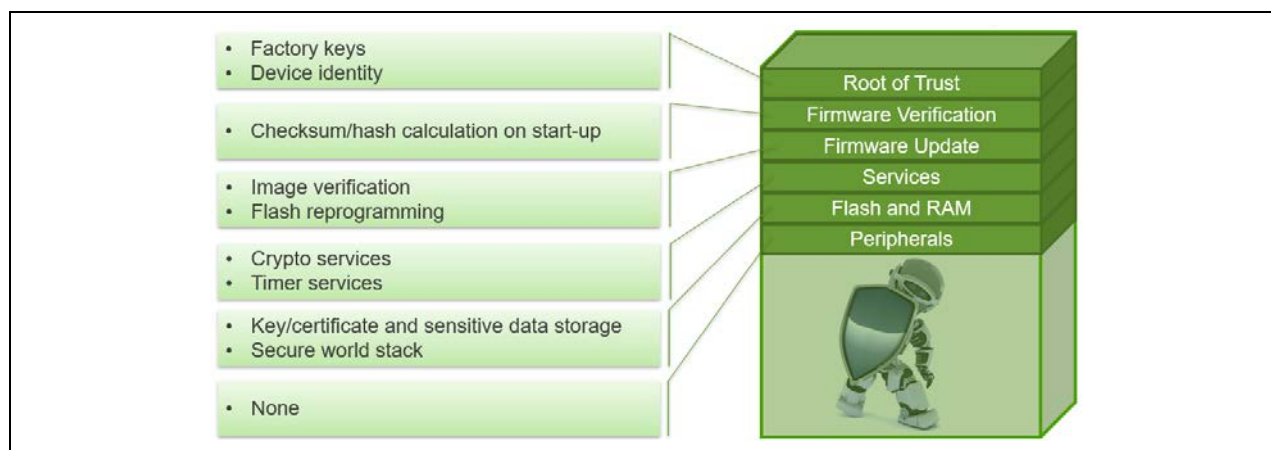 • Factory keys
• Device identity
• Checksum/hash calculation on start-up
• Image verification
• Flash reprogramming
• Crypto services
• Timer services
• Key/certificate and sensitive data storage
• Secure world stack
• None
Root of Trust
Firmware Verification
Firmware Update
Services
Flash and RAM
Peripherals